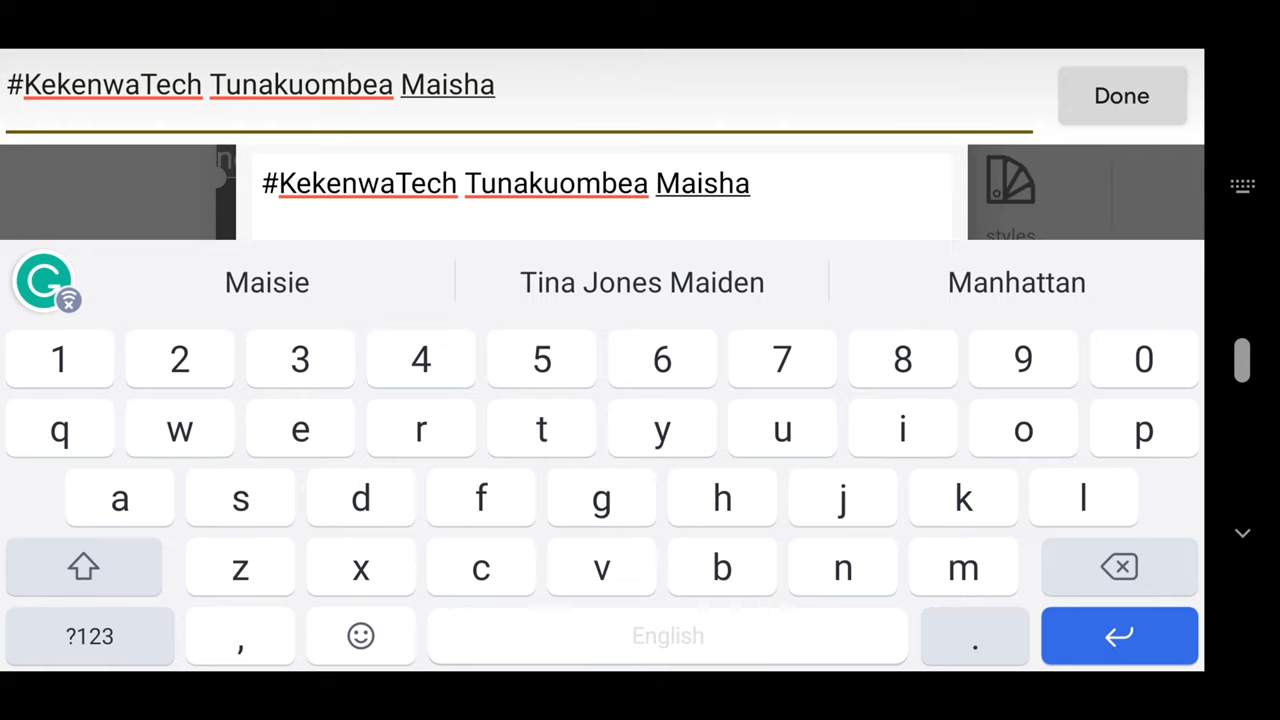 #KekenwaTech Tunakuombea Maisha
Done
#KekenwaTech Tunakuombea Maisha
styles
Maisie Tina Jones Maiden Manhattan
1 2 3 4 5 6 7 8 9 0
q w e r t y u i o p
a s d f g h j k l
z x c v b n m
?123 , English .